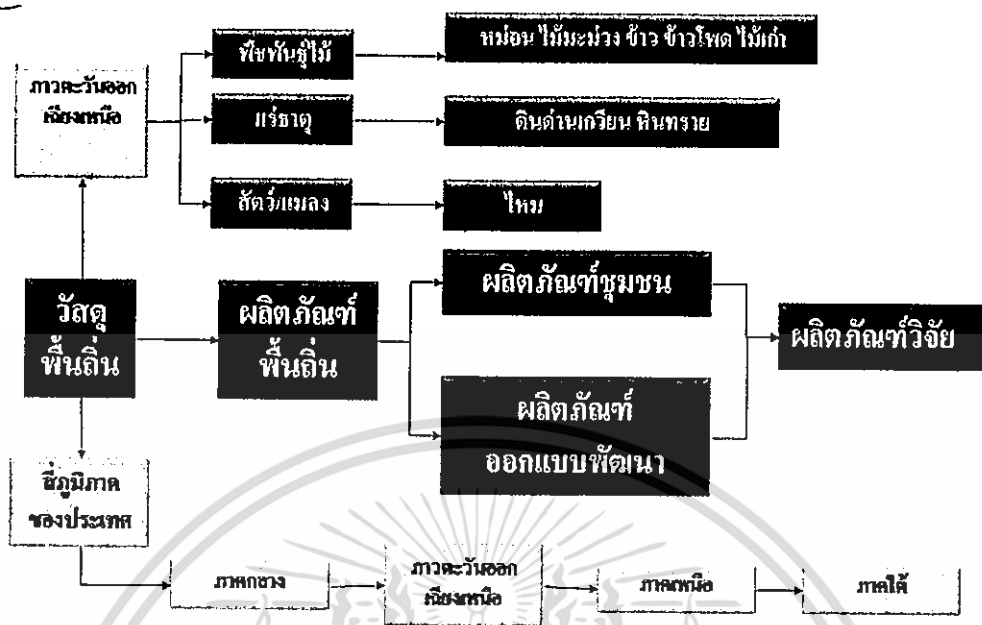 พืชพันธุ์ไม้
หม่อน ไม้มะม่วง ข้าว ข้าวโพด ไม้เก่า
ภาวตะวันออก
เฉียงเหนือ
แร่ธาตุ
ดินด่านเกวียน หินทราย
สัตว์/แมลง
ไหม
วัสดุ
พื้นถิ่น
ผลิตภัณฑ์
พื้นถิ่น
ผลิตภัณฑ์ชุมชน
ผลิตภัณฑ์วิจัย
ผลิตภัณฑ์
ออกแบบพัฒนา
สี่ภูมิภาค
ของประเทศ
ภาคกลาง
ภาวตะวันออก
เฉียงเหนือ
ภาคเหนือ
ภาคใต้